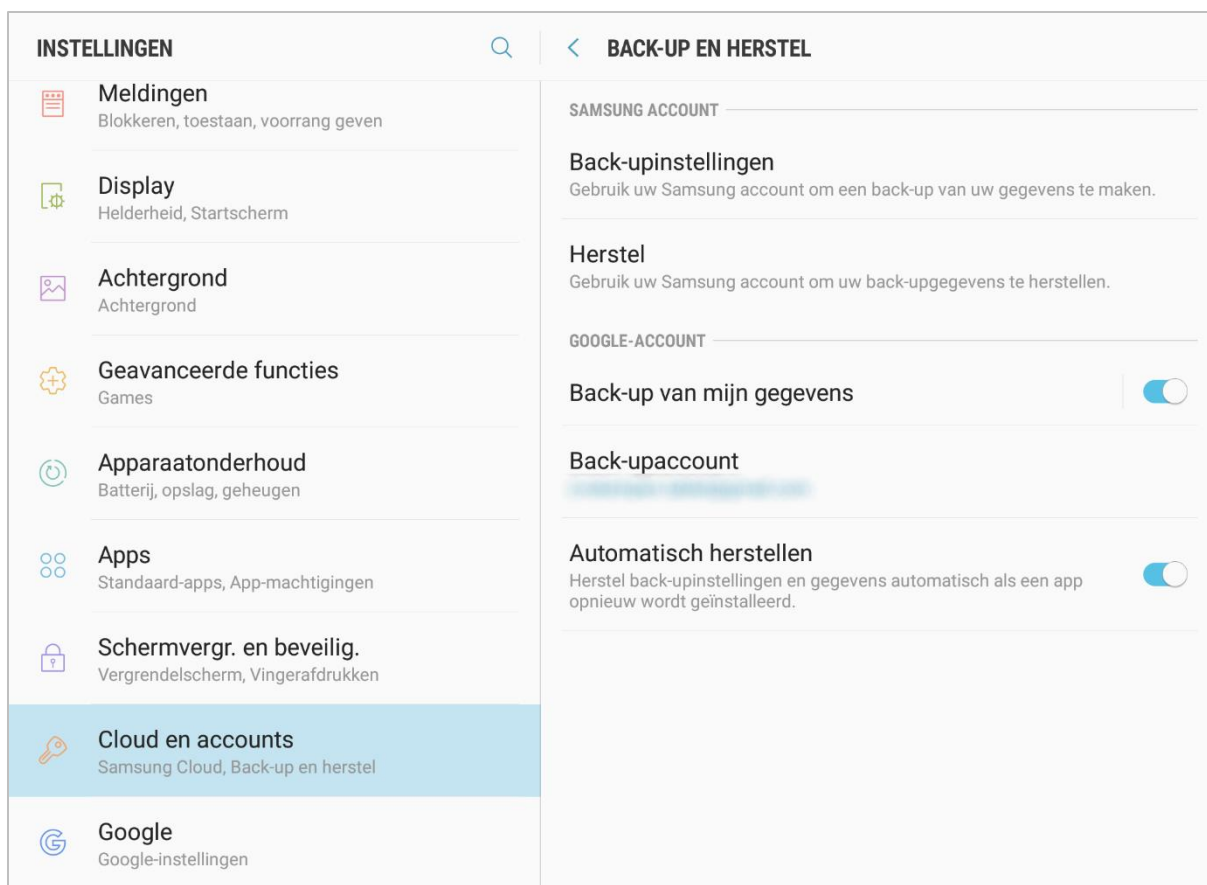 INSTELLINGEN
Meldingen
Blokkeren, toestaan, voorrang geven
Display
Helderheid, Startscherm
Achtergrond
Achtergrond
Geavanceerde functies
Games
Apparaatonderhoud
Batterij, opslag, geheugen
Apps
Standaard-apps, App-machtigingen
Schermvergr. en beveilig.
Vergrendelscherm, Vingerafdrukken
Cloud en accounts
Samsung Cloud, Back-up en herstel
Google
Google-instellingen
BACK-UP EN HERSTEL
SAMSUNG ACCOUNT
Back-upinstellingen
Gebruik uw Samsung account om een back-up van uw gegevens te maken.
Herstel
Gebruik uw Samsung account om uw back-upgegevens te herstellen.
GOOGLE-ACCOUNT
Back-up van mijn gegevens
Back-upaccount
Automatisch herstellen
Herstel back-upinstellingen en gegevens automatisch als een app
opnieuw wordt geïnstalleerd.